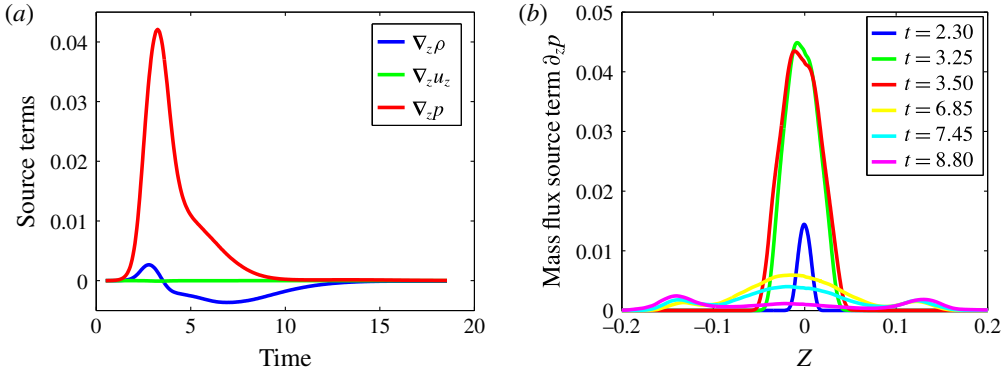 (a)
Source terms
0.04
0.03
0.02
0.01
0
0
5
10
15
20
Time
∇zρ
∇zuz
∇zp
(b)
Mass flux source term ∂zp
0.05
0.04
0.03
0.02
0.01
0
−0.2
−0.1
0
0.1
0.2
Z
t = 2.30
t = 3.25
t = 3.50
t = 6.85
t = 7.45
t = 8.80